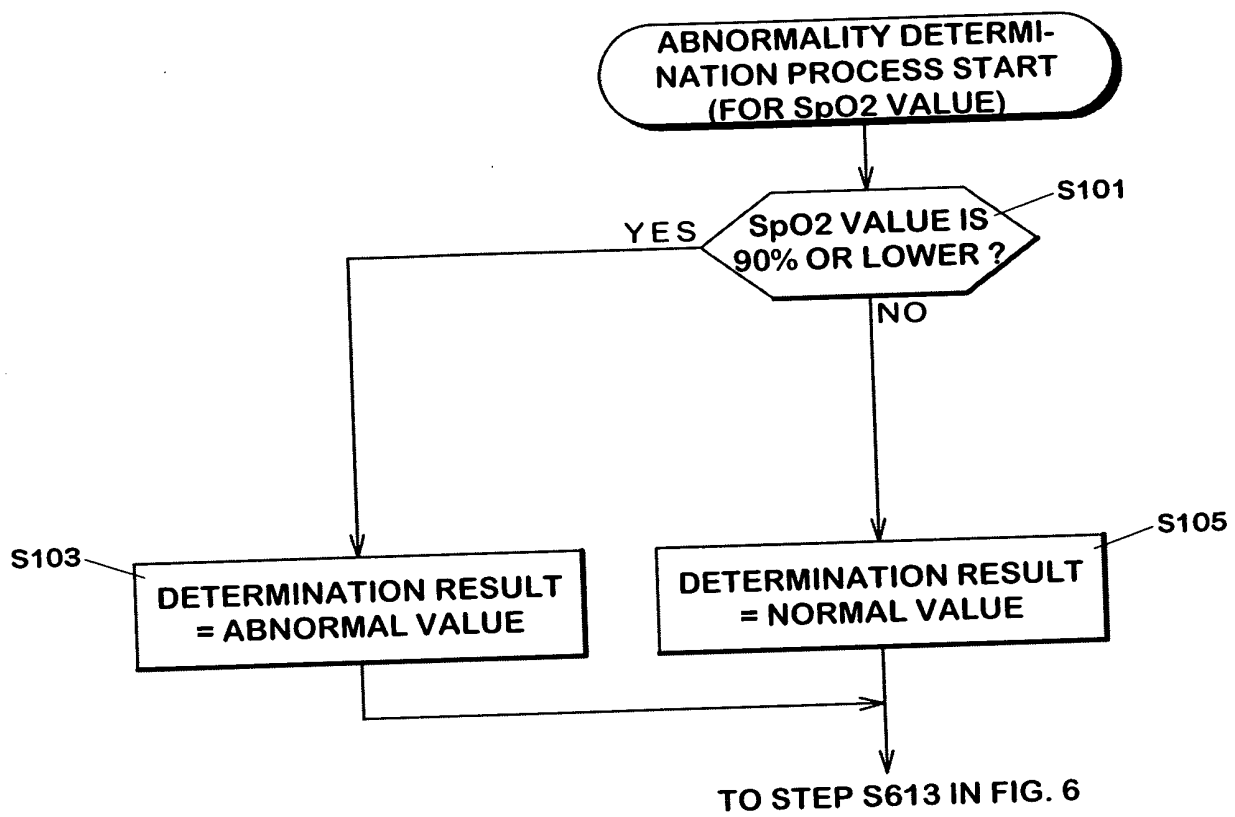 ABNORMALITY DETERMI-
NATION PROCESS START
(FOR SpO2 VALUE)
S101
SpO2 VALUE IS
90% OR LOWER ?
YES
NO
S103
DETERMINATION RESULT
= ABNORMAL VALUE
S105
DETERMINATION RESULT
= NORMAL VALUE
TO STEP S613 IN FIG. 6